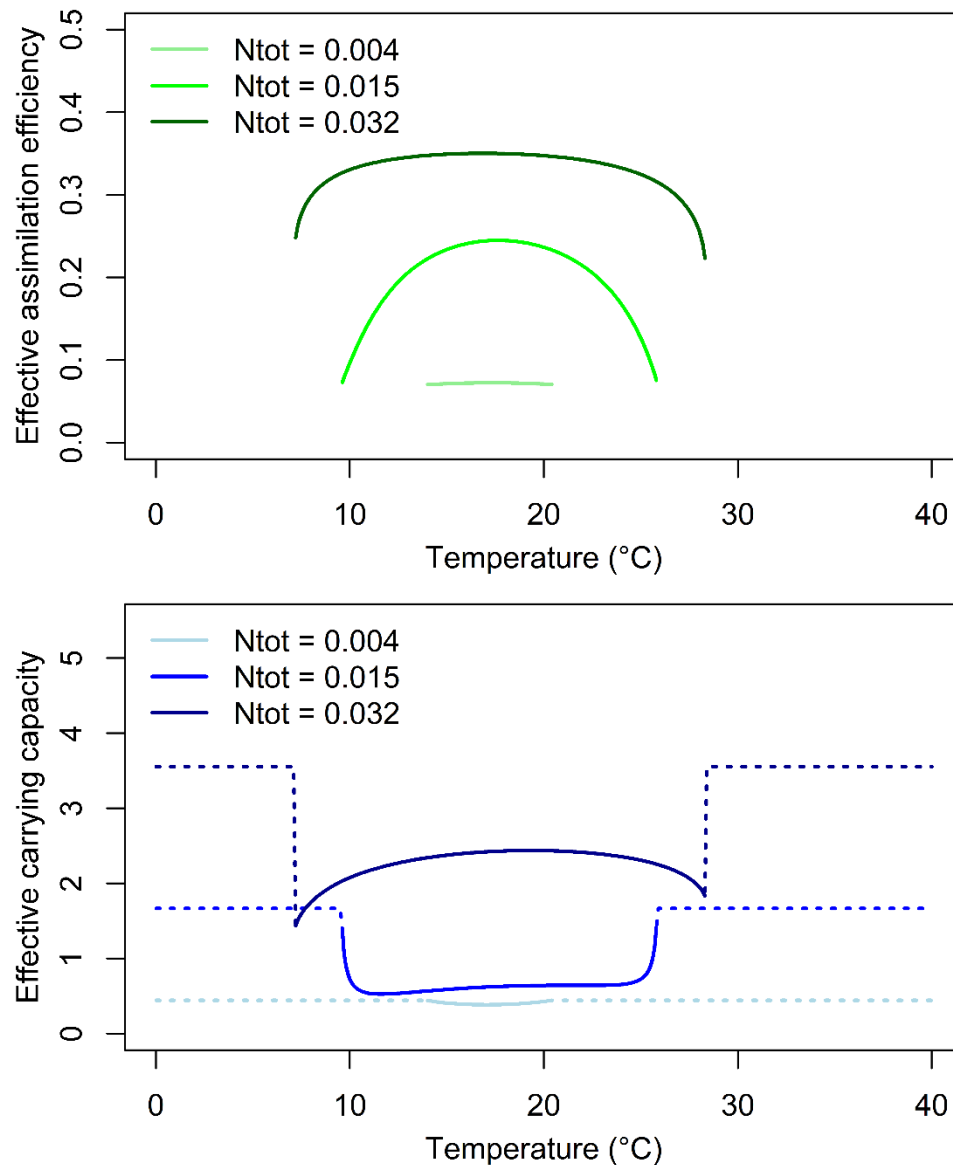 Effective assimilation efficiency
0.5
0.4
0.3
0.2
0.1
0.0
Ntot = 0.004
Ntot = 0.015
Ntot = 0.032
0 10 20 30 40
Temperature (°C)
Effective carrying capacity
5
4
3
2
1
0
Ntot = 0.004
Ntot = 0.015
Ntot = 0.032
0 10 20 30 40
Temperature (°C)